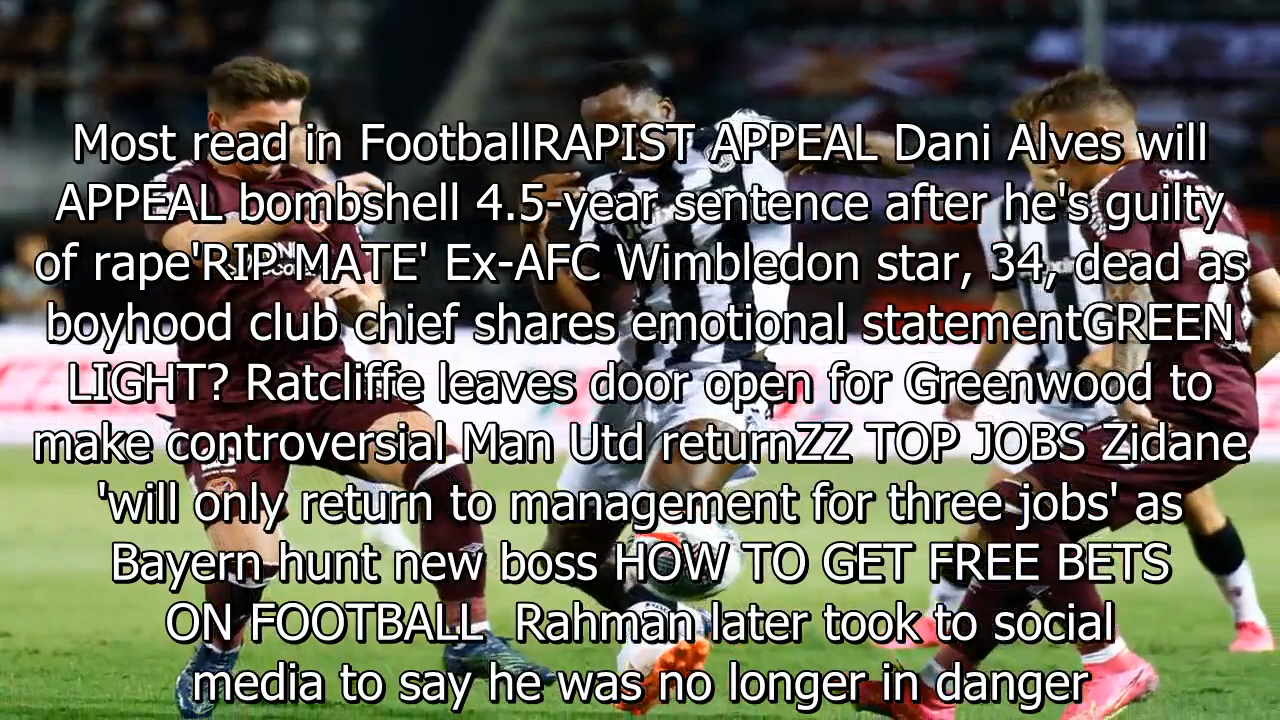 Most read in FootballRAPIST APPEAL Dani Alves will
APPEAL bombshell 4.5-year sentence after he's guilty
of rape'RIP MATE' Ex-AFC Wimbledon star, 34, dead as
boyhood club chief shares emotional statementGREEN
LIGHT? Ratcliffe leaves door open for Greenwood to
make controversial Man Utd returnZZ TOP JOBS Zidane
'will only return to management for three jobs' as
Bayern hunt new boss HOW TO GET FREE BETS
ON FOOTBALL  Rahman later took to social
media to say he was no longer in danger